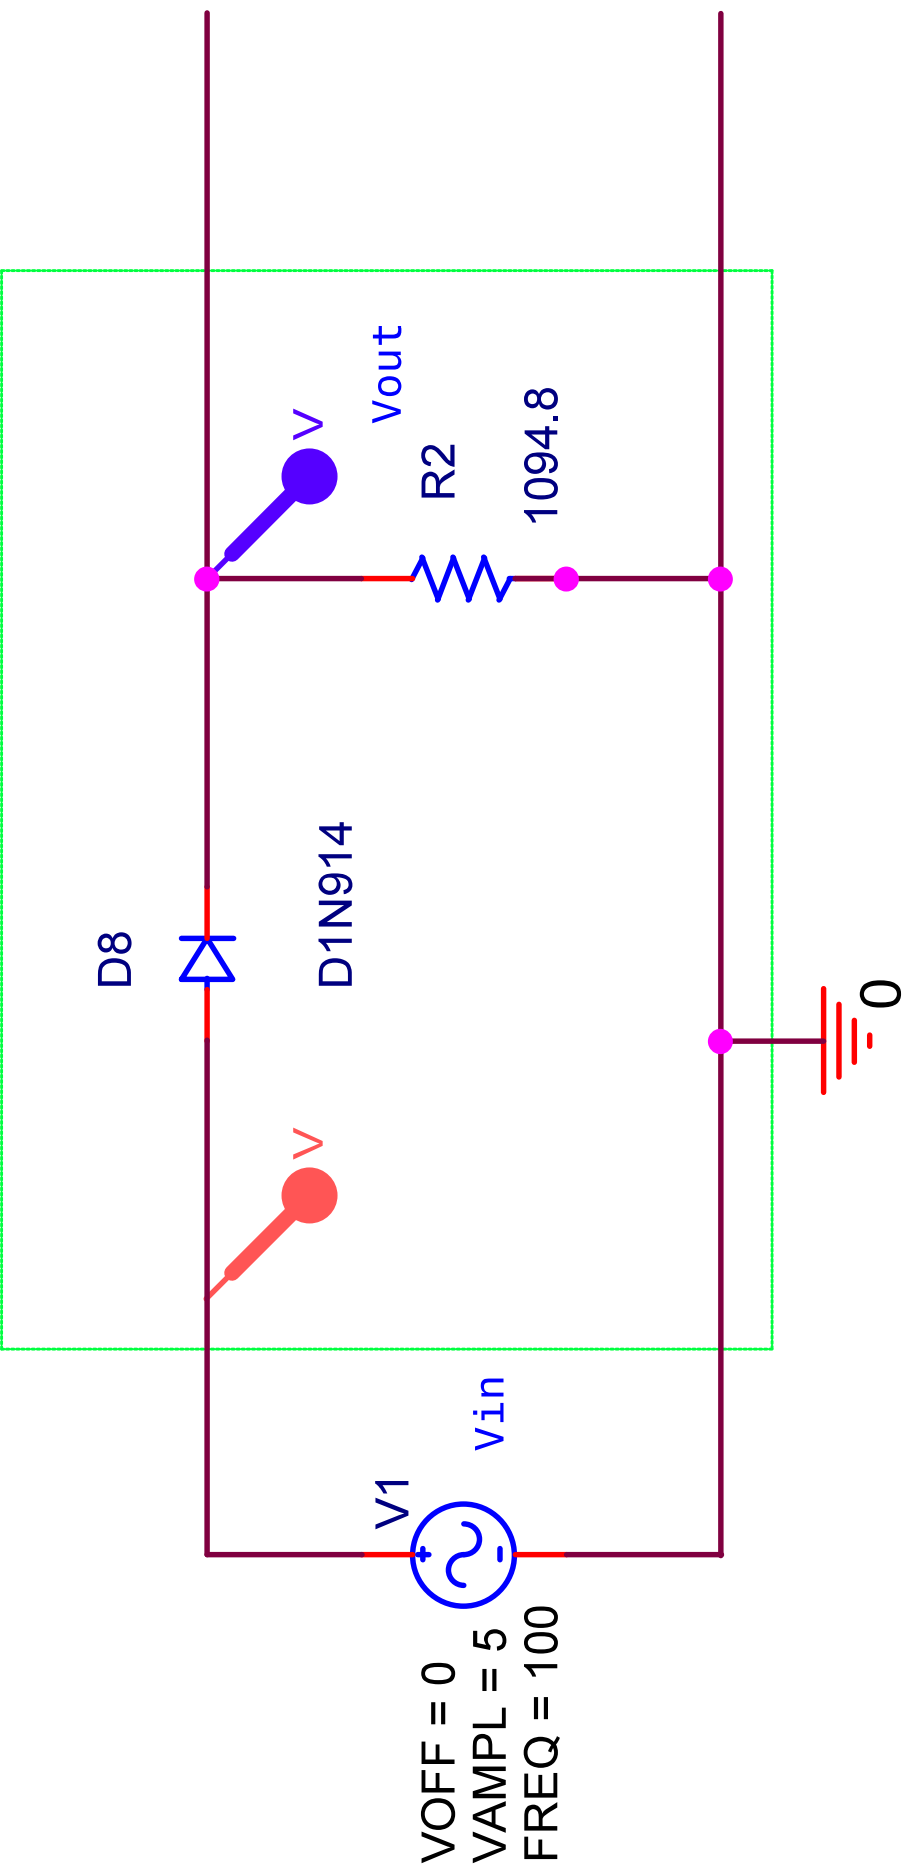 VOFF = 0
VAMPL = 5
FREQ = 100
V1
Vin
V
D8
D1N914
0
V
Vout
R2
1094.8